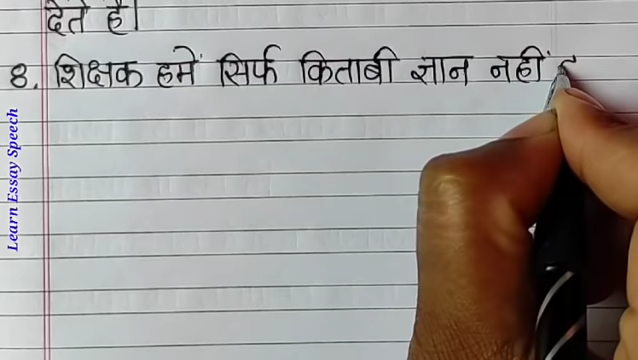 देते हैं।
8. शिक्षक हमें सिर्फ किताबी ज्ञान नहीं
Learn Essay Speech